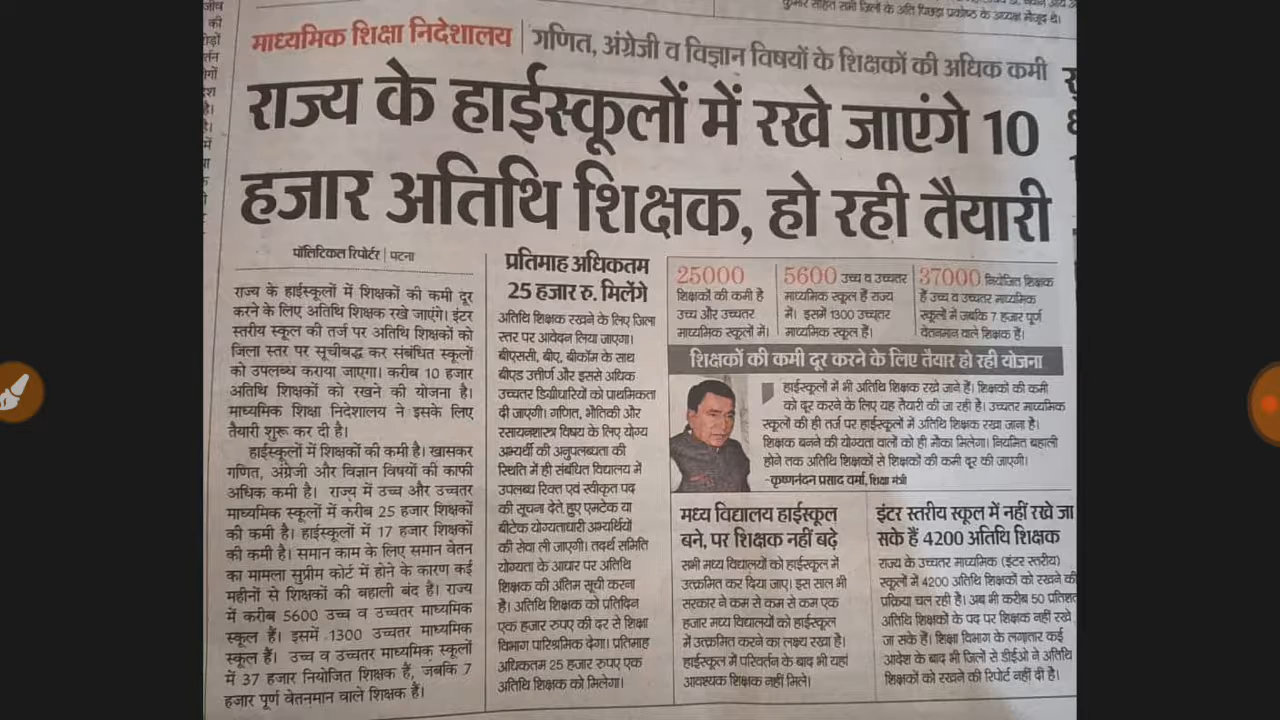 कुमार सहित सभी जिलों के अति पिछड़ा प्रकोष्ठ के अध्यक्ष मौजूद थे।
माध्यमिक शिक्षा निदेशालय | गणित, अंग्रेजी व विज्ञान विषयों के शिक्षकों की अधिक कमी
राज्य के हाईस्कूलों में रखे जाएंगे 10
हजार अतिथि शिक्षक, हो रही तैयारी
पॉलिटिकल रिपोर्टर | पटना
राज्य के हाईस्कूलों में शिक्षकों की कमी दूर
करने के लिए अतिथि शिक्षक रखे जाएंगे। इंटर
स्तरीय स्कूल की तर्ज पर अतिथि शिक्षकों को
जिला स्तर पर सूचीबद्ध कर संबंधित स्कूलों
को उपलब्ध कराया जाएगा। करीब 10 हजार
अतिथि शिक्षकों को रखने की योजना है।
माध्यमिक शिक्षा निदेशालय ने इसके लिए
तैयारी शुरू कर दी है।
हाईस्कूलों में शिक्षकों की कमी है। खासकर
गणित, अंग्रेजी और विज्ञान विषयों की काफी
अधिक कमी है। राज्य में उच्च और उच्चतर
माध्यमिक स्कूलों में करीब 25 हजार शिक्षकों
की कमी है। हाईस्कूलों में 17 हजार शिक्षकों
की कमी है। समान काम के लिए समान वेतन
का मामला सुप्रीम कोर्ट में होने के कारण कई
महीनों से शिक्षकों की बहाली बंद है। राज्य
में करीब 5600 उच्च व उच्चतर माध्यमिक
स्कूल हैं। इसमें 1300 उच्चतर माध्यमिक
स्कूल हैं। उच्च व उच्चतर माध्यमिक स्कूलों
में 37 हजार नियोजित शिक्षक हैं, जबकि 7
हजार पूर्ण वेतनमान वाले शिक्षक हैं।
प्रतिमाह अधिकतम
25 हजार रु. मिलेंगे
अतिथि शिक्षक रखने के लिए जिला
स्तर पर आवेदन लिया जाएगा।
बीएससी, बीए, बीकॉम के साथ
बीएड उत्तीर्ण और इससे अधिक
उच्चतर डिग्रीधारियों को प्राथमिकता
दी जाएगी। गणित, भौतिकी और
रसायनशास्त्र विषय के लिए योग्य
अभ्यर्थी की अनुपलब्धता की
स्थिति में ही संबंधित विद्यालय में
उपलब्ध रिक्त एवं स्वीकृत पद
की सूचना देते हुए एमटेक या
बीटेक योग्यताधारी अभ्यर्थियों
की सेवा ली जाएगी। तदर्थ समिति
योग्यता के आधार पर अतिथि
शिक्षक की अंतिम सूची करना
है। अतिथि शिक्षक को प्रतिदिन
एक हजार रुपए की दर से शिक्षा
विभाग पारिश्रमिक देगा। प्रतिमाह
अधिकतम 25 हजार रुपए एक
अतिथि शिक्षक को मिलेगा।
25000
शिक्षकों की कमी है
उच्च और उच्चतर
माध्यमिक स्कूलों में।
5600 उच्च व उच्चतर
माध्यमिक स्कूल हैं राज्य
में। इसमें 1300 उच्चतर
माध्यमिक स्कूल हैं।
37000 नियोजित शिक्षक
हैं उच्च व उच्चतर माध्यमिक
स्कूलों में जबकि 7 हजार पूर्ण
वेतनमान वाले शिक्षक हैं।
शिक्षकों की कमी दूर करने के लिए तैयार हो रही योजना
हाईस्कूलों में भी अतिथि शिक्षक रखे जाने हैं। शिक्षकों की कमी
को दूर करने के लिए यह तैयारी की जा रही है। उच्चतर माध्यमिक
स्कूलों की ही तर्ज पर हाईस्कूलों में अतिथि शिक्षक रखा जाना है।
शिक्षक बनने की योग्यता वालों को ही मौका मिलेगा। नियमित बहाली
होने तक अतिथि शिक्षकों से शिक्षकों की कमी दूर की जाएगी।
-कृष्णनंदन प्रसाद वर्मा, शिक्षा मंत्री
मध्य विद्यालय हाईस्कूल
बने, पर शिक्षक नहीं बढ़े
सभी मध्य विद्यालयों को हाईस्कूल में
उत्क्रमित कर दिया जाए। इस साल भी
सरकार ने कम से कम से कम एक
हजार मध्य विद्यालयों को हाईस्कूल
में उत्क्रमित करने का लक्ष्य रखा है।
हाईस्कूल में परिवर्तन के बाद भी यहां
आवश्यक शिक्षक नहीं मिले।
इंटर स्तरीय स्कूल में नहीं रखे जा
सके हैं 4200 अतिथि शिक्षक
राज्य के उच्चतर माध्यमिक (इंटर स्तरीय)
स्कूलों में 4200 अतिथि शिक्षकों को रखने की
प्रक्रिया चल रही है। अब भी करीब 50 प्रतिशत
अतिथि शिक्षकों के पद पर शिक्षक नहीं रखे
जा सके हैं। शिक्षा विभाग के लगातार कई
आदेश के बाद भी जिलों से डीईओ ने अतिथि
शिक्षकों को रखने की रिपोर्ट नहीं दी है।